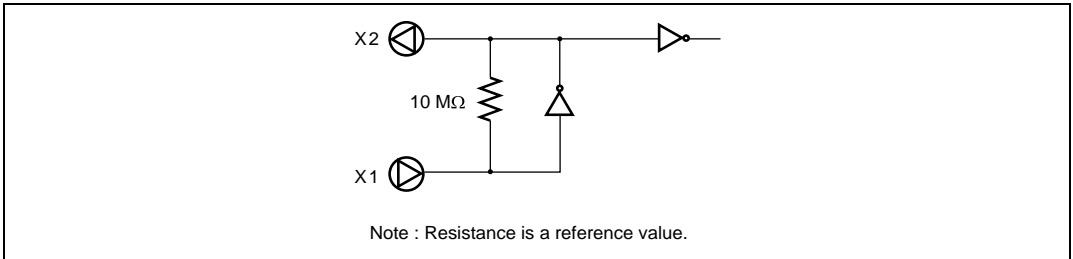 X2
10 MΩ
X1
Note : Resistance is a reference value.